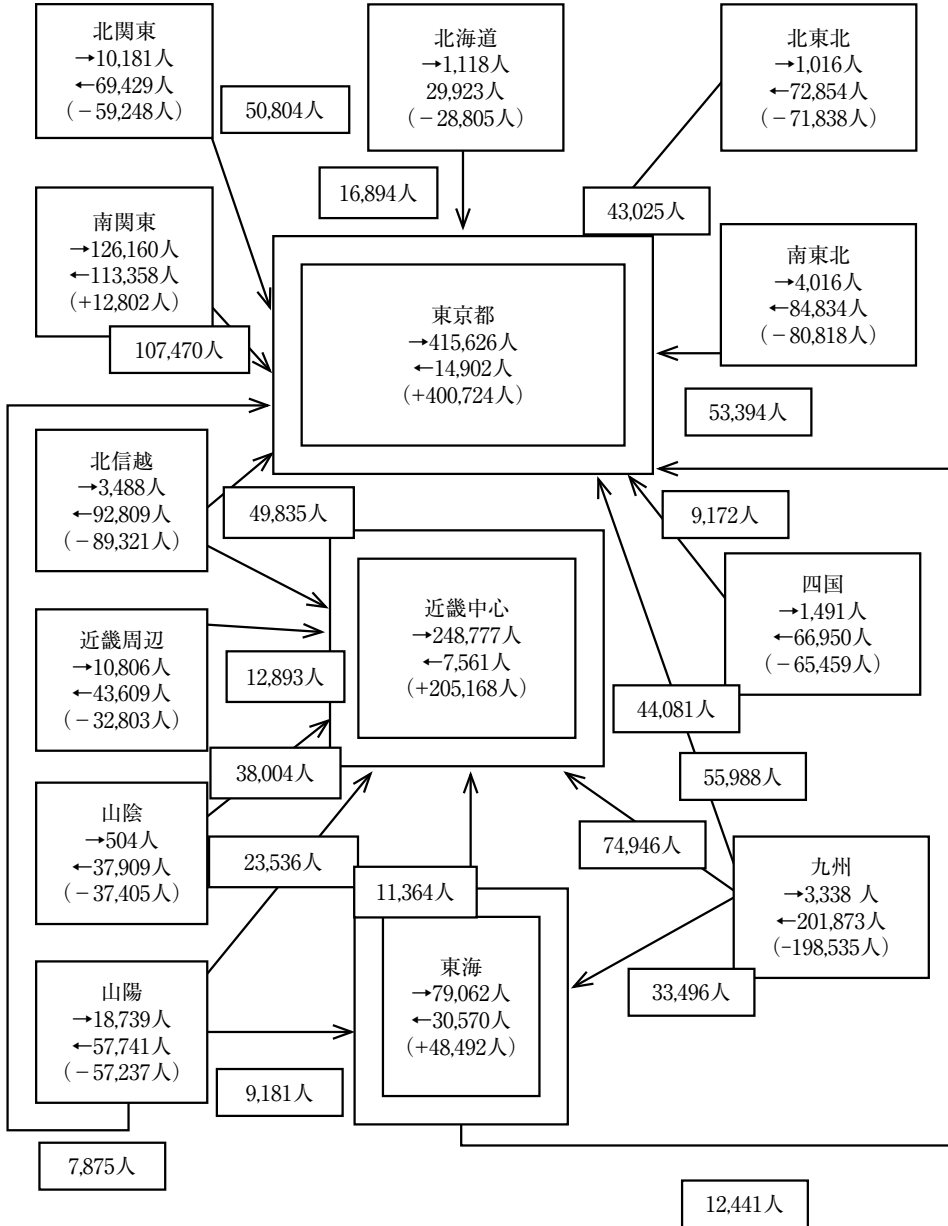 北関東
→10,181人
←69,429人
(−59,248人)
50,804人
北海道
→1,118人
29,923人
(−28,805人)
16,894人
北東北
→1,016人
←72,854人
(−71,838人)
43,025人
南関東
→126,160人
←113,358人
(+12,802人)
107,470人
東京都
→415,626人
←14,902人
(+400,724人)
南東北
→4,016人
←84,834人
(−80,818人)
53,394人
北信越
→3,488人
←92,809人
(−89,321人)
49,835人
9,172人
近畿中心
→248,777人
←7,561人
(+205,168人)
四国
→1,491人
←66,950人
(−65,459人)
近畿周辺
→10,806人
←43,609人
(−32,803人)
12,893人
44,081人
38,004人
55,988人
山陰
→504人
←37,909人
(−37,405人)
23,536人
74,946人
11,364人
九州
→3,338 人
←201,873人
(−198,535人)
東海
→79,062人
←30,570人
(+48,492人)
33,496人
山陽
→18,739人
←57,741人
(−57,237人)
9,181人
7,875人
12,441人